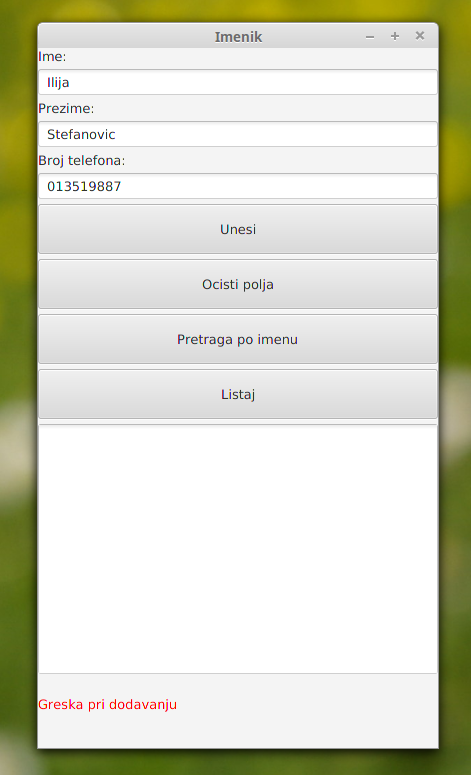 Imenik
Ime:
Ilija
Prezime:
Stefanovic
Broj telefona:
013519887
Unesi
Ocisti polja
Pretraga po imenu
Listaj
Greska pri dodavanju